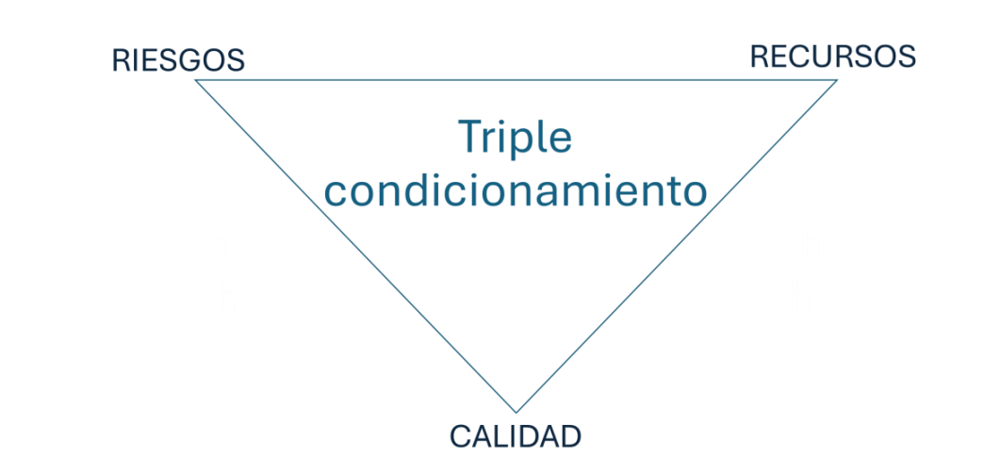 RIESGOS
RECURSOS
Triple
condicionamiento
CALIDAD